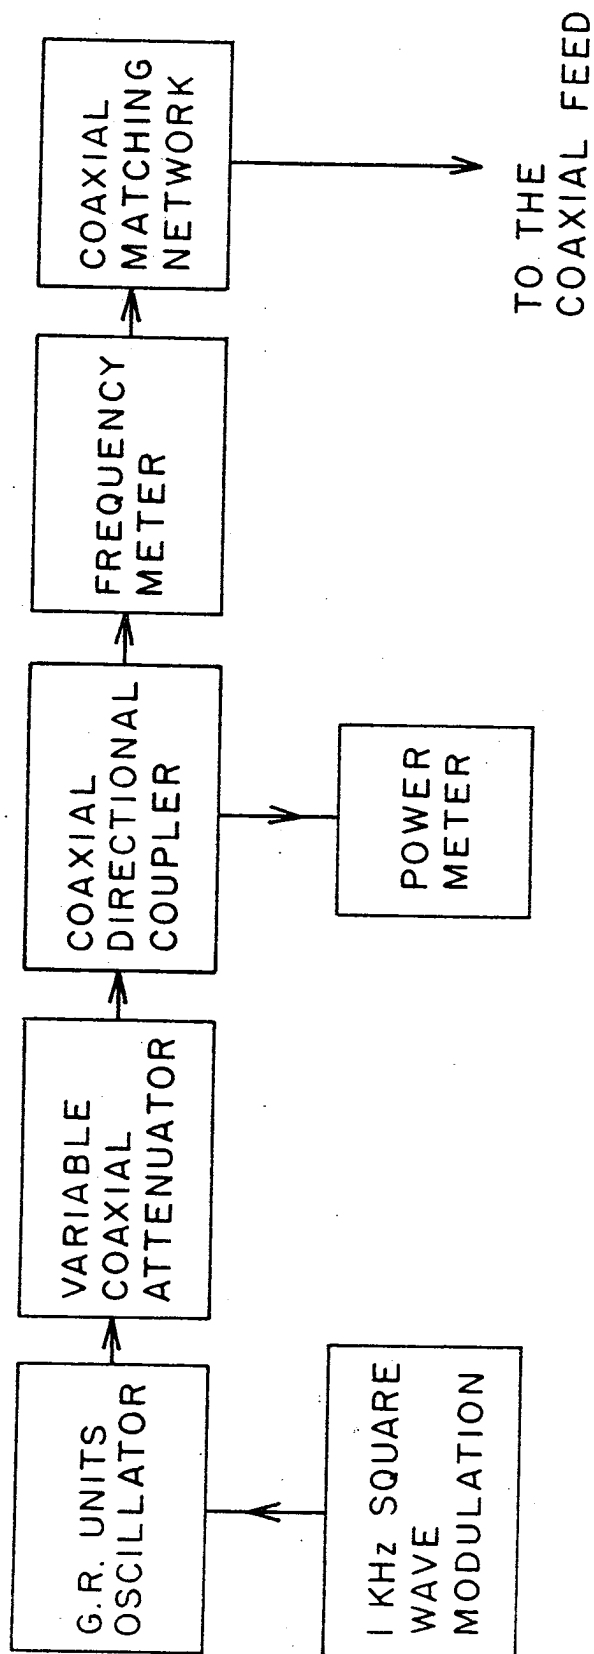 G.R. UNITS
OSCILLATOR
VARIABLE
COAXIAL
ATTENUATOR
COAXIAL
DIRECTIONAL
COUPLER
FREQUENCY
METER
COAXIAL
MATCHING
NETWORK
1 KHz SQUARE
WAVE
MODULATION
POWER
METER
TO THE
COAXIAL FEED